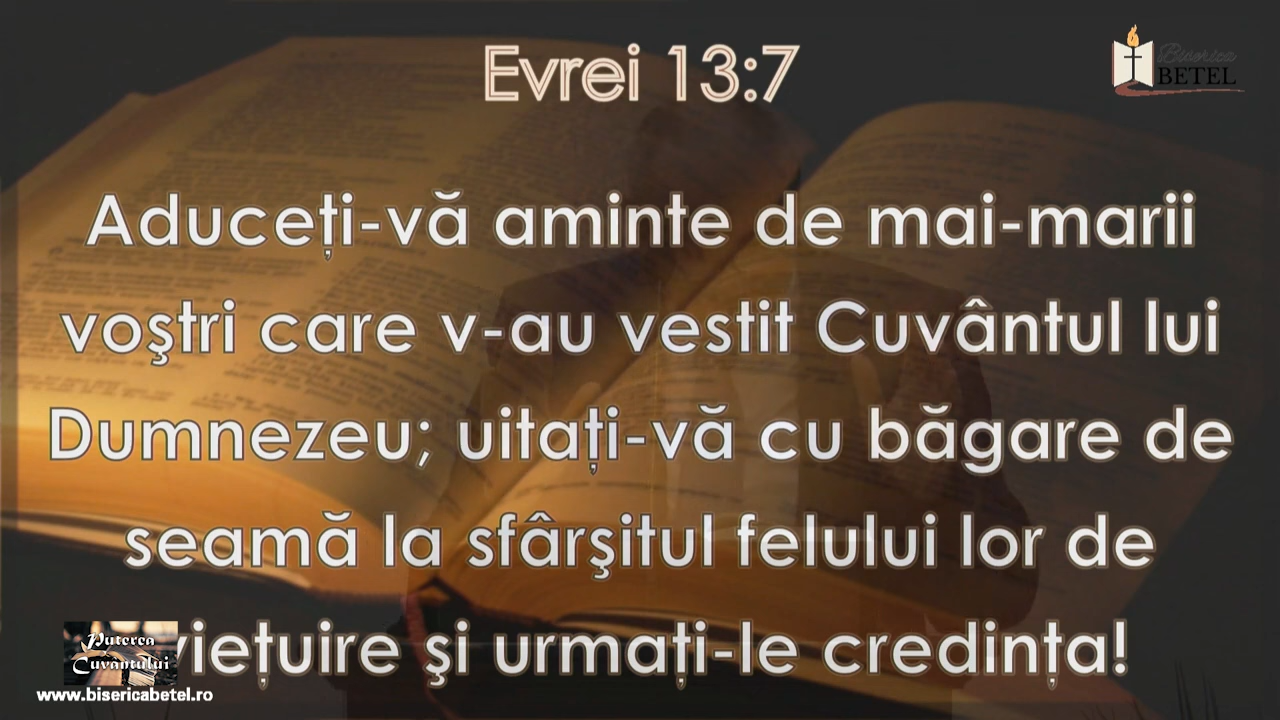 Evrei 13:7
Biserica
BETEL
Aduceți-vă aminte de mai-marii
voştri care v-au vestit Cuvântul lui
Dumnezeu; uitați-vă cu băgare de
seamă la sfârşitul felului lor de
viețuire şi urmați-le credința!
Puterea
Cuvântului
www.bisericabetel.ro